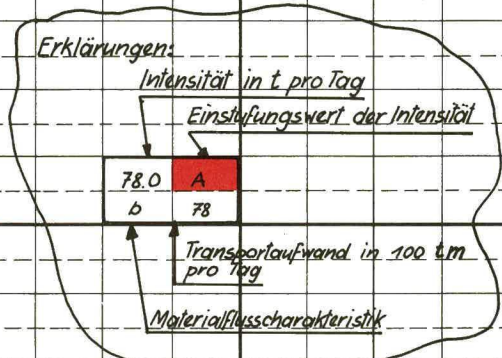 Erklärungen:
Intensität in t pro Tag
Einstufungswert der Intensität
78.0 A
b 78
Transportaufwand in 100 tm
pro Tag
Materialflusscharakteristik